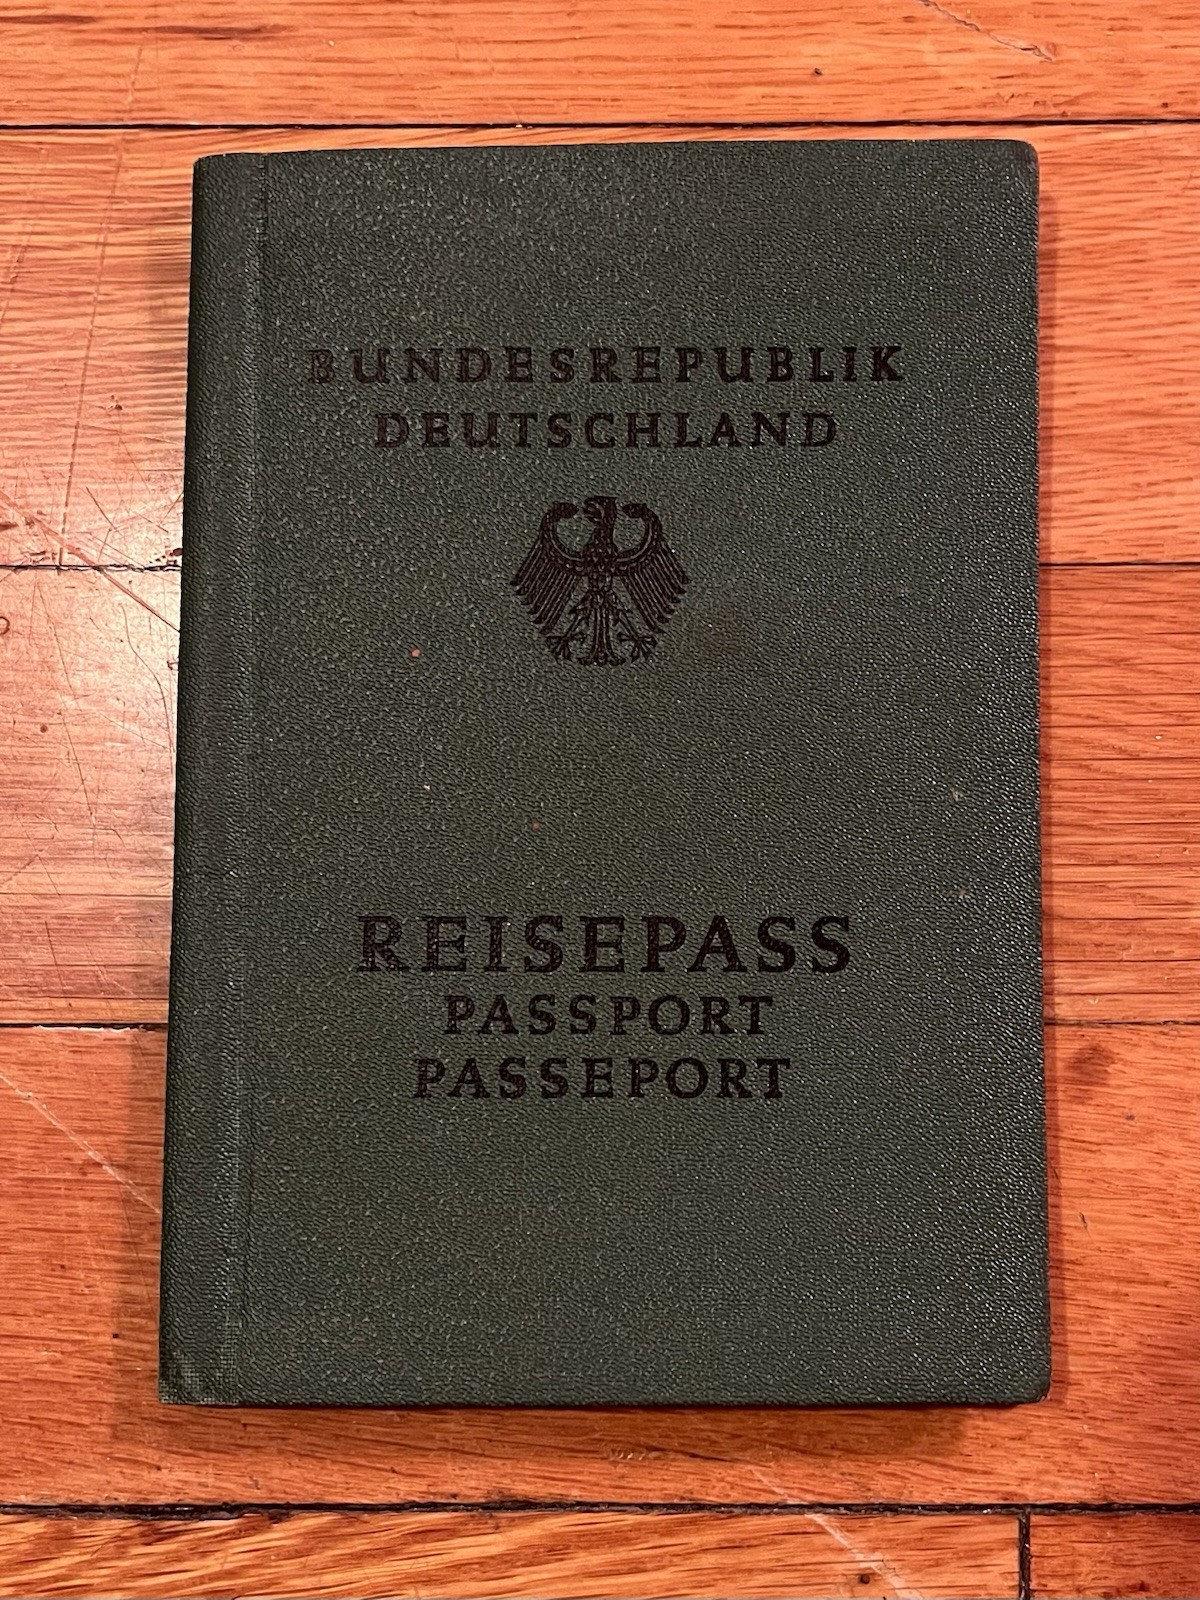 BUNDESREPUBLIK
DEUTSCHLAND
REISEPASS
PASSPORT
PASSEPORT